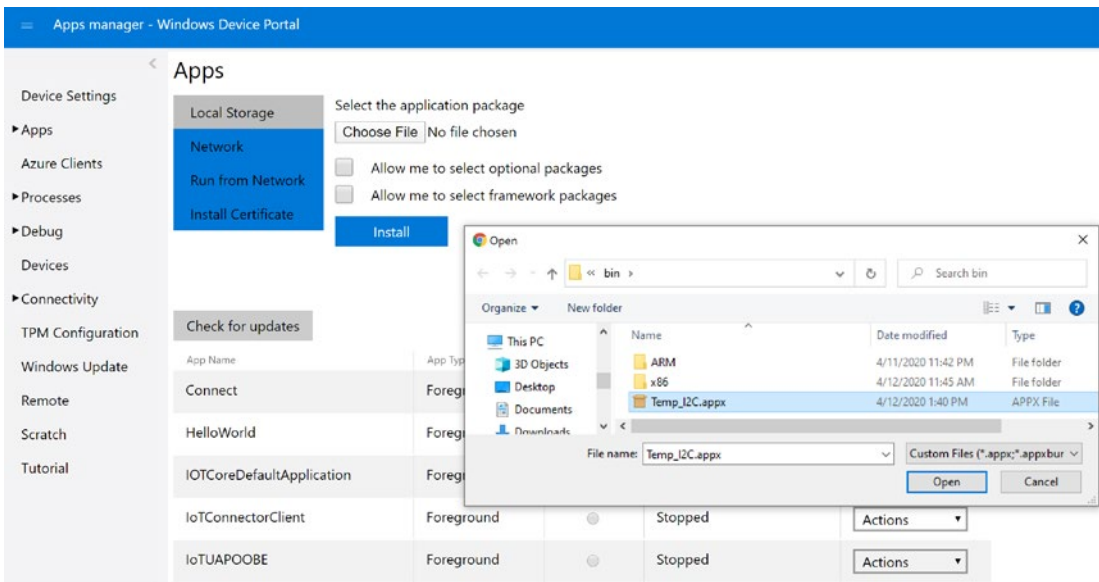 Apps manager - Windows Device Portal
Apps
Device Settings
Apps
Azure Clients
Processes
Debug
Devices
Connectivity
TPM Configuration
Windows Update
Remote
Scratch
Tutorial
Local Storage
Network
Run from Network
Install Certificate
Select the application package
Choose File No file chosen
Allow me to select optional packages
Allow me to select framework packages
Install
Check for updates
App Name App Typ
Connect Foregr
HelloWorld Foregr
IOTCoreDefaultApplication Foregr
IoTConnectorClient Foreground Stopped Actions
IoTUAPOOBE Foreground Stopped Actions
Open
« bin ›
Search bin
Organize New folder
This PC
3D Objects
Desktop
Documents
Downloads
Name Date modified Type
ARM 4/11/2020 11:42 PM File folder
x86 4/12/2020 11:45 AM File folder
Temp_I2C.appx 4/12/2020 1:40 PM APPX File
File name: Temp_I2C.appx Custom Files (*.appx;*.appxbur
Open Cancel